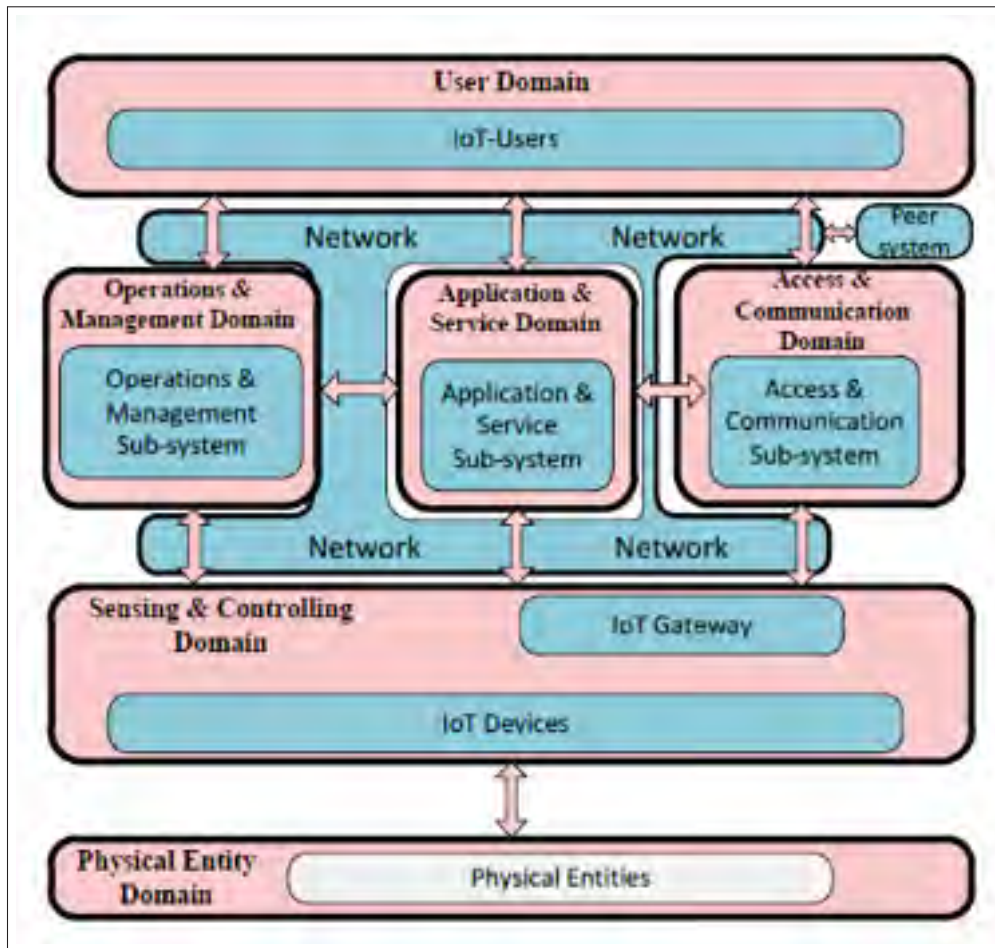 User Domain
IoT-Users
Network
Network
Peer
system
Operations &
Management Domain
Operations &
Management
Sub-system
Application &
Service Domain
Application &
Service
Sub-system
Access &
Communication
Domain
Access &
Communication
Sub-system
Network
Network
Sensing & Controlling
Domain
IoT Gateway
IoT Devices
Physical Entity
Domain
Physical Entities